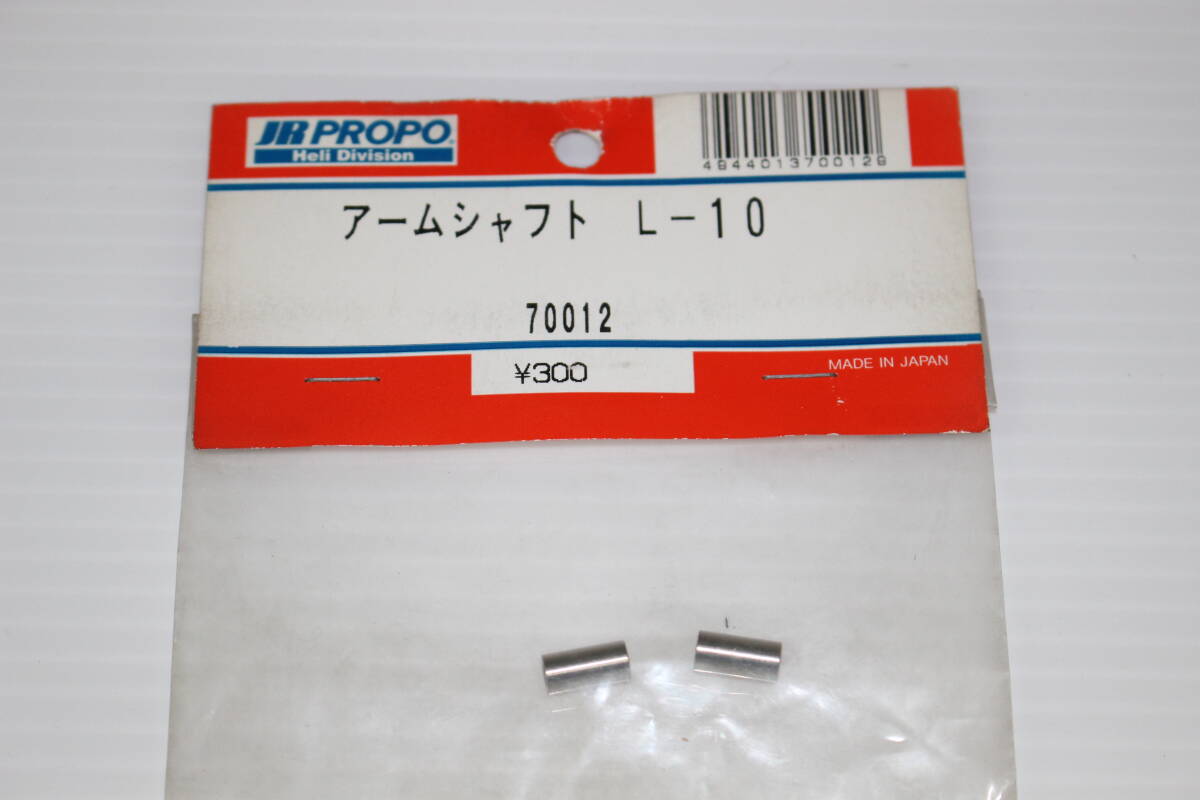 JR PROPO
Heli Division
4944013700129
アームシャフト L-10
70012
¥300
MADE IN JAPAN